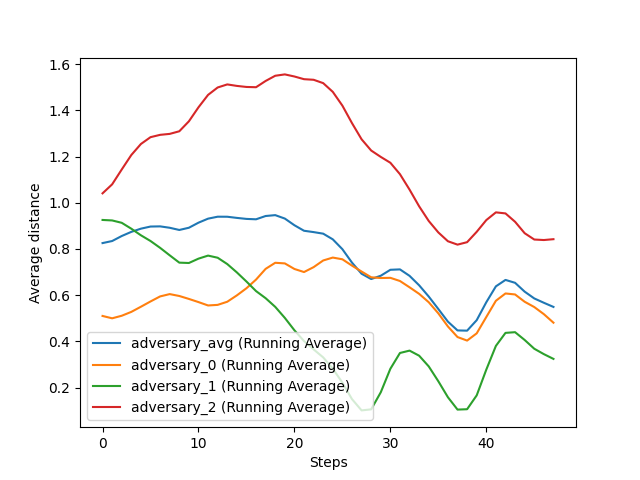 1.6
1.4
1.2
1.0
0.8
0.6
0.4
0.2
Average distance
adversary_avg (Running Average)
adversary_0 (Running Average)
adversary_1 (Running Average)
adversary_2 (Running Average)
0 10 20 30 40
Steps